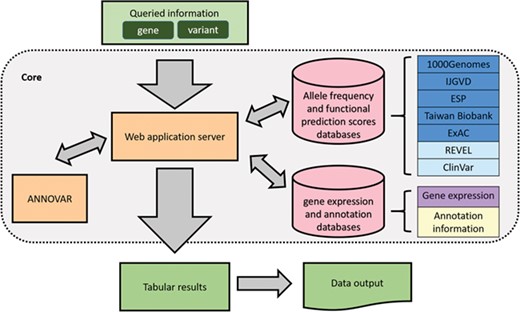 Queried information
gene
variant
Core
Web application server
ANNOVAR
Allele frequency
and functional
prediction scores
databases
1000Genomes
IJGVD
ESP
Taiwan Biobank
ExAC
REVEL
ClinVar
gene expression
and annotation
databases
Gene expression
Annotation
information
Tabular results
Data output